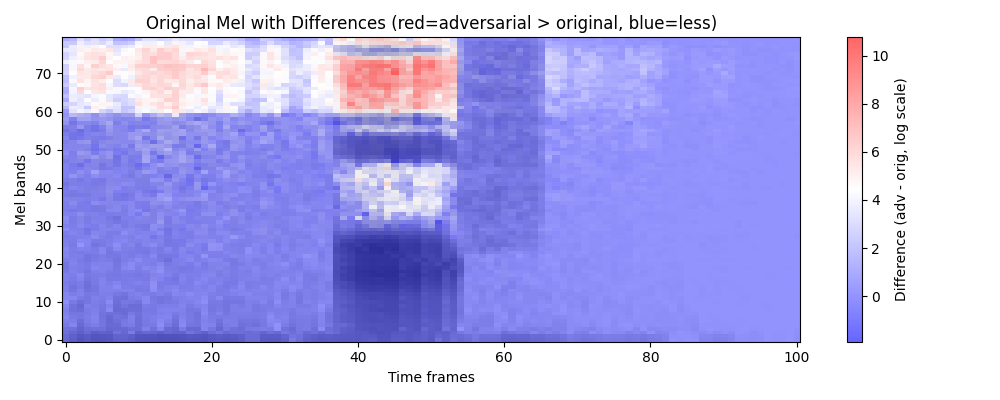 Original Mel with Differences (red=adversarial > original, blue=less)
Mel bands
70
60
50
40
30
20
10
0
0 20 40 60 80 100
Time frames
10
8
6
4
2
0
Difference (adv - orig, log scale)